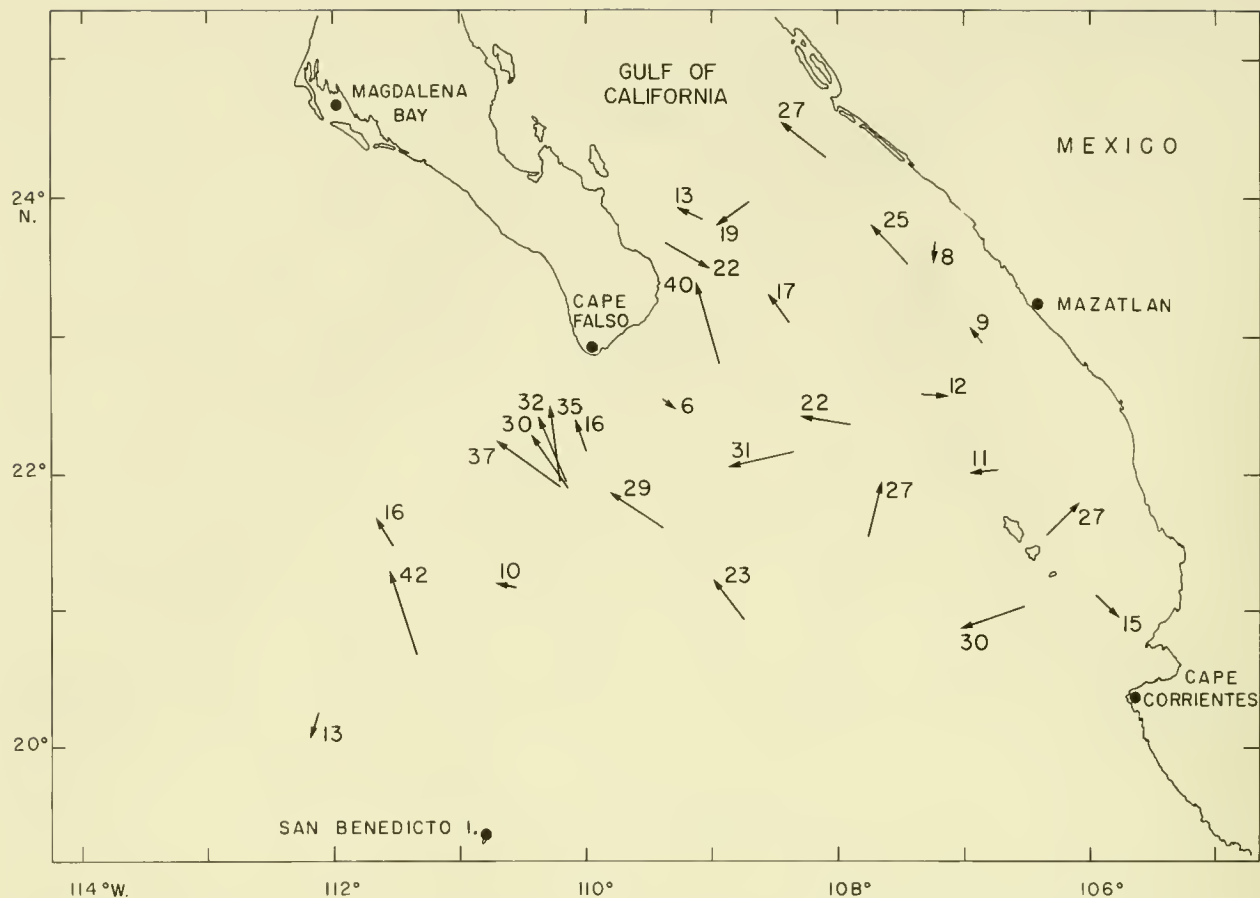 GULF OF
CALIFORNIA
MAGDALENA
BAY
MEXICO
27
24°
N.
13
19
25
8
22
40
17
CAPE
FALSO
MAZATLAN
9
12
6
22
32
35
30
16
37
31
11
22°
29
27
27
16
42
10
23
15
30
CAPE
CORRIENTES
13
20°
SAN BENEDICTO I.
114°W.
112°
110°
108°
106°